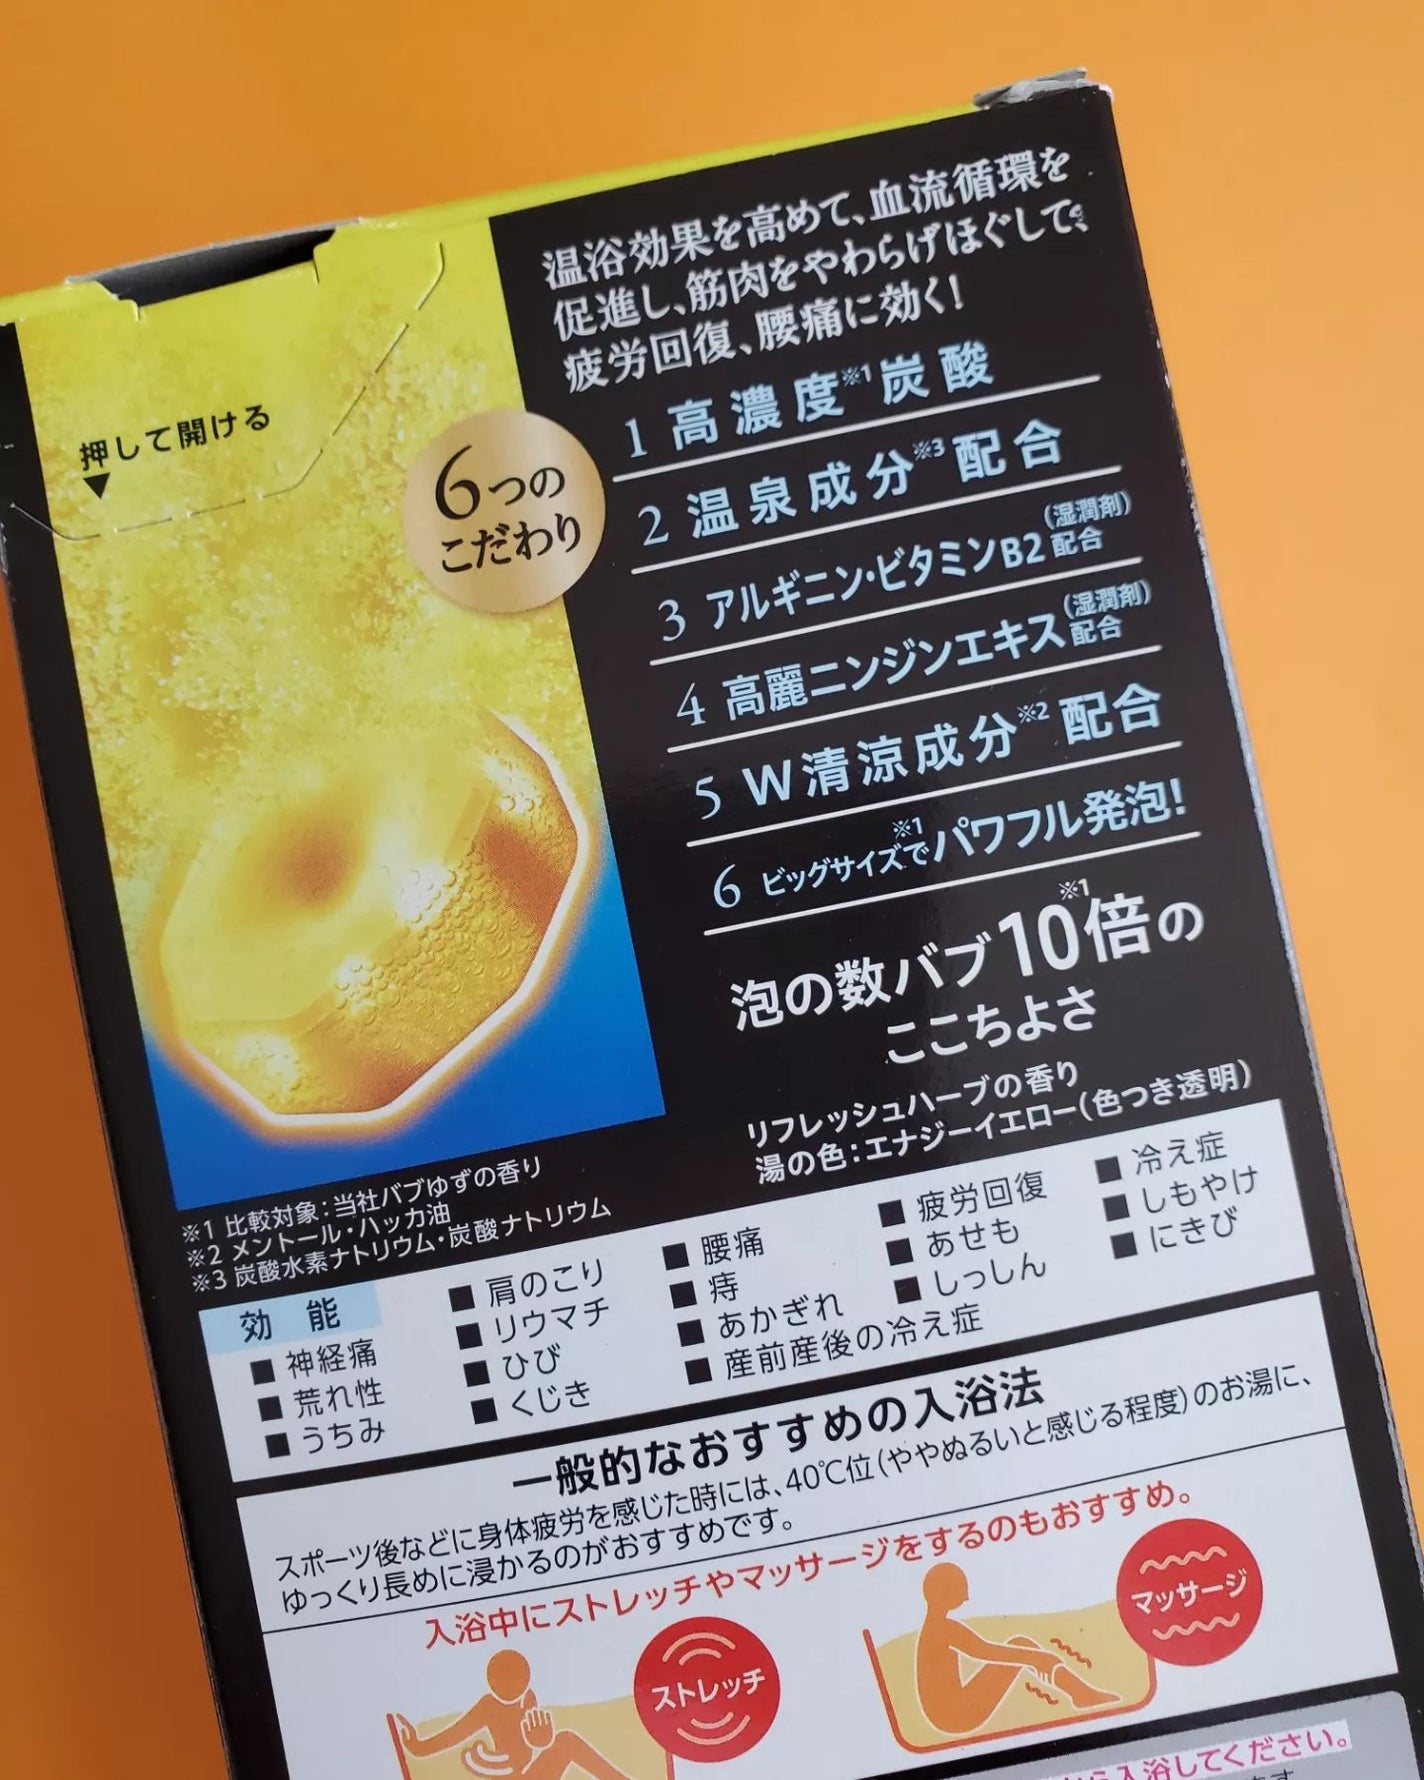 温浴効果を高めて、血流循環を
促進し、筋肉をやわらげほぐして、
疲労回復、腰痛に効く!
押して開ける
▼
6つの
こだわり
1 高濃度※1炭酸
2 温泉成分※3配合
3 アルギニン・ビタミンB2(湿潤剤)配合
4 高麗ニンジンエキス(湿潤剤)配合
5 W清涼成分※2配合
6 ビッグサイズ※1でパワフル発泡!
泡の数バブ10※1倍の
ここちよさ
リフレッシュハーブの香り
湯の色:エナジーイエロー(色つき透明)
※1 比較対象:当社バブゆずの香り
※2 メントール・ハッカ油
※3 炭酸水素ナトリウム・炭酸ナトリウム
効能
■神経痛
■荒れ性
■うちみ
■肩のこり
■リウマチ
■ひび
■くじき
■腰痛
■痔
■あかぎれ
■産前産後の冷え症
■疲労回復
■あせも
■しっしん
■冷え症
■しもやけ
■にきび
一般的なおすすめの入浴法
スポーツ後などに身体疲労を感じた時には、40℃位(ややぬるいと感じる程度)のお湯に、
ゆっくり長めに浸かるのがおすすめです。
入浴中にストレッチやマッサージをするのもおすすめ。
ストレッチ
マッサージ
入浴してください。